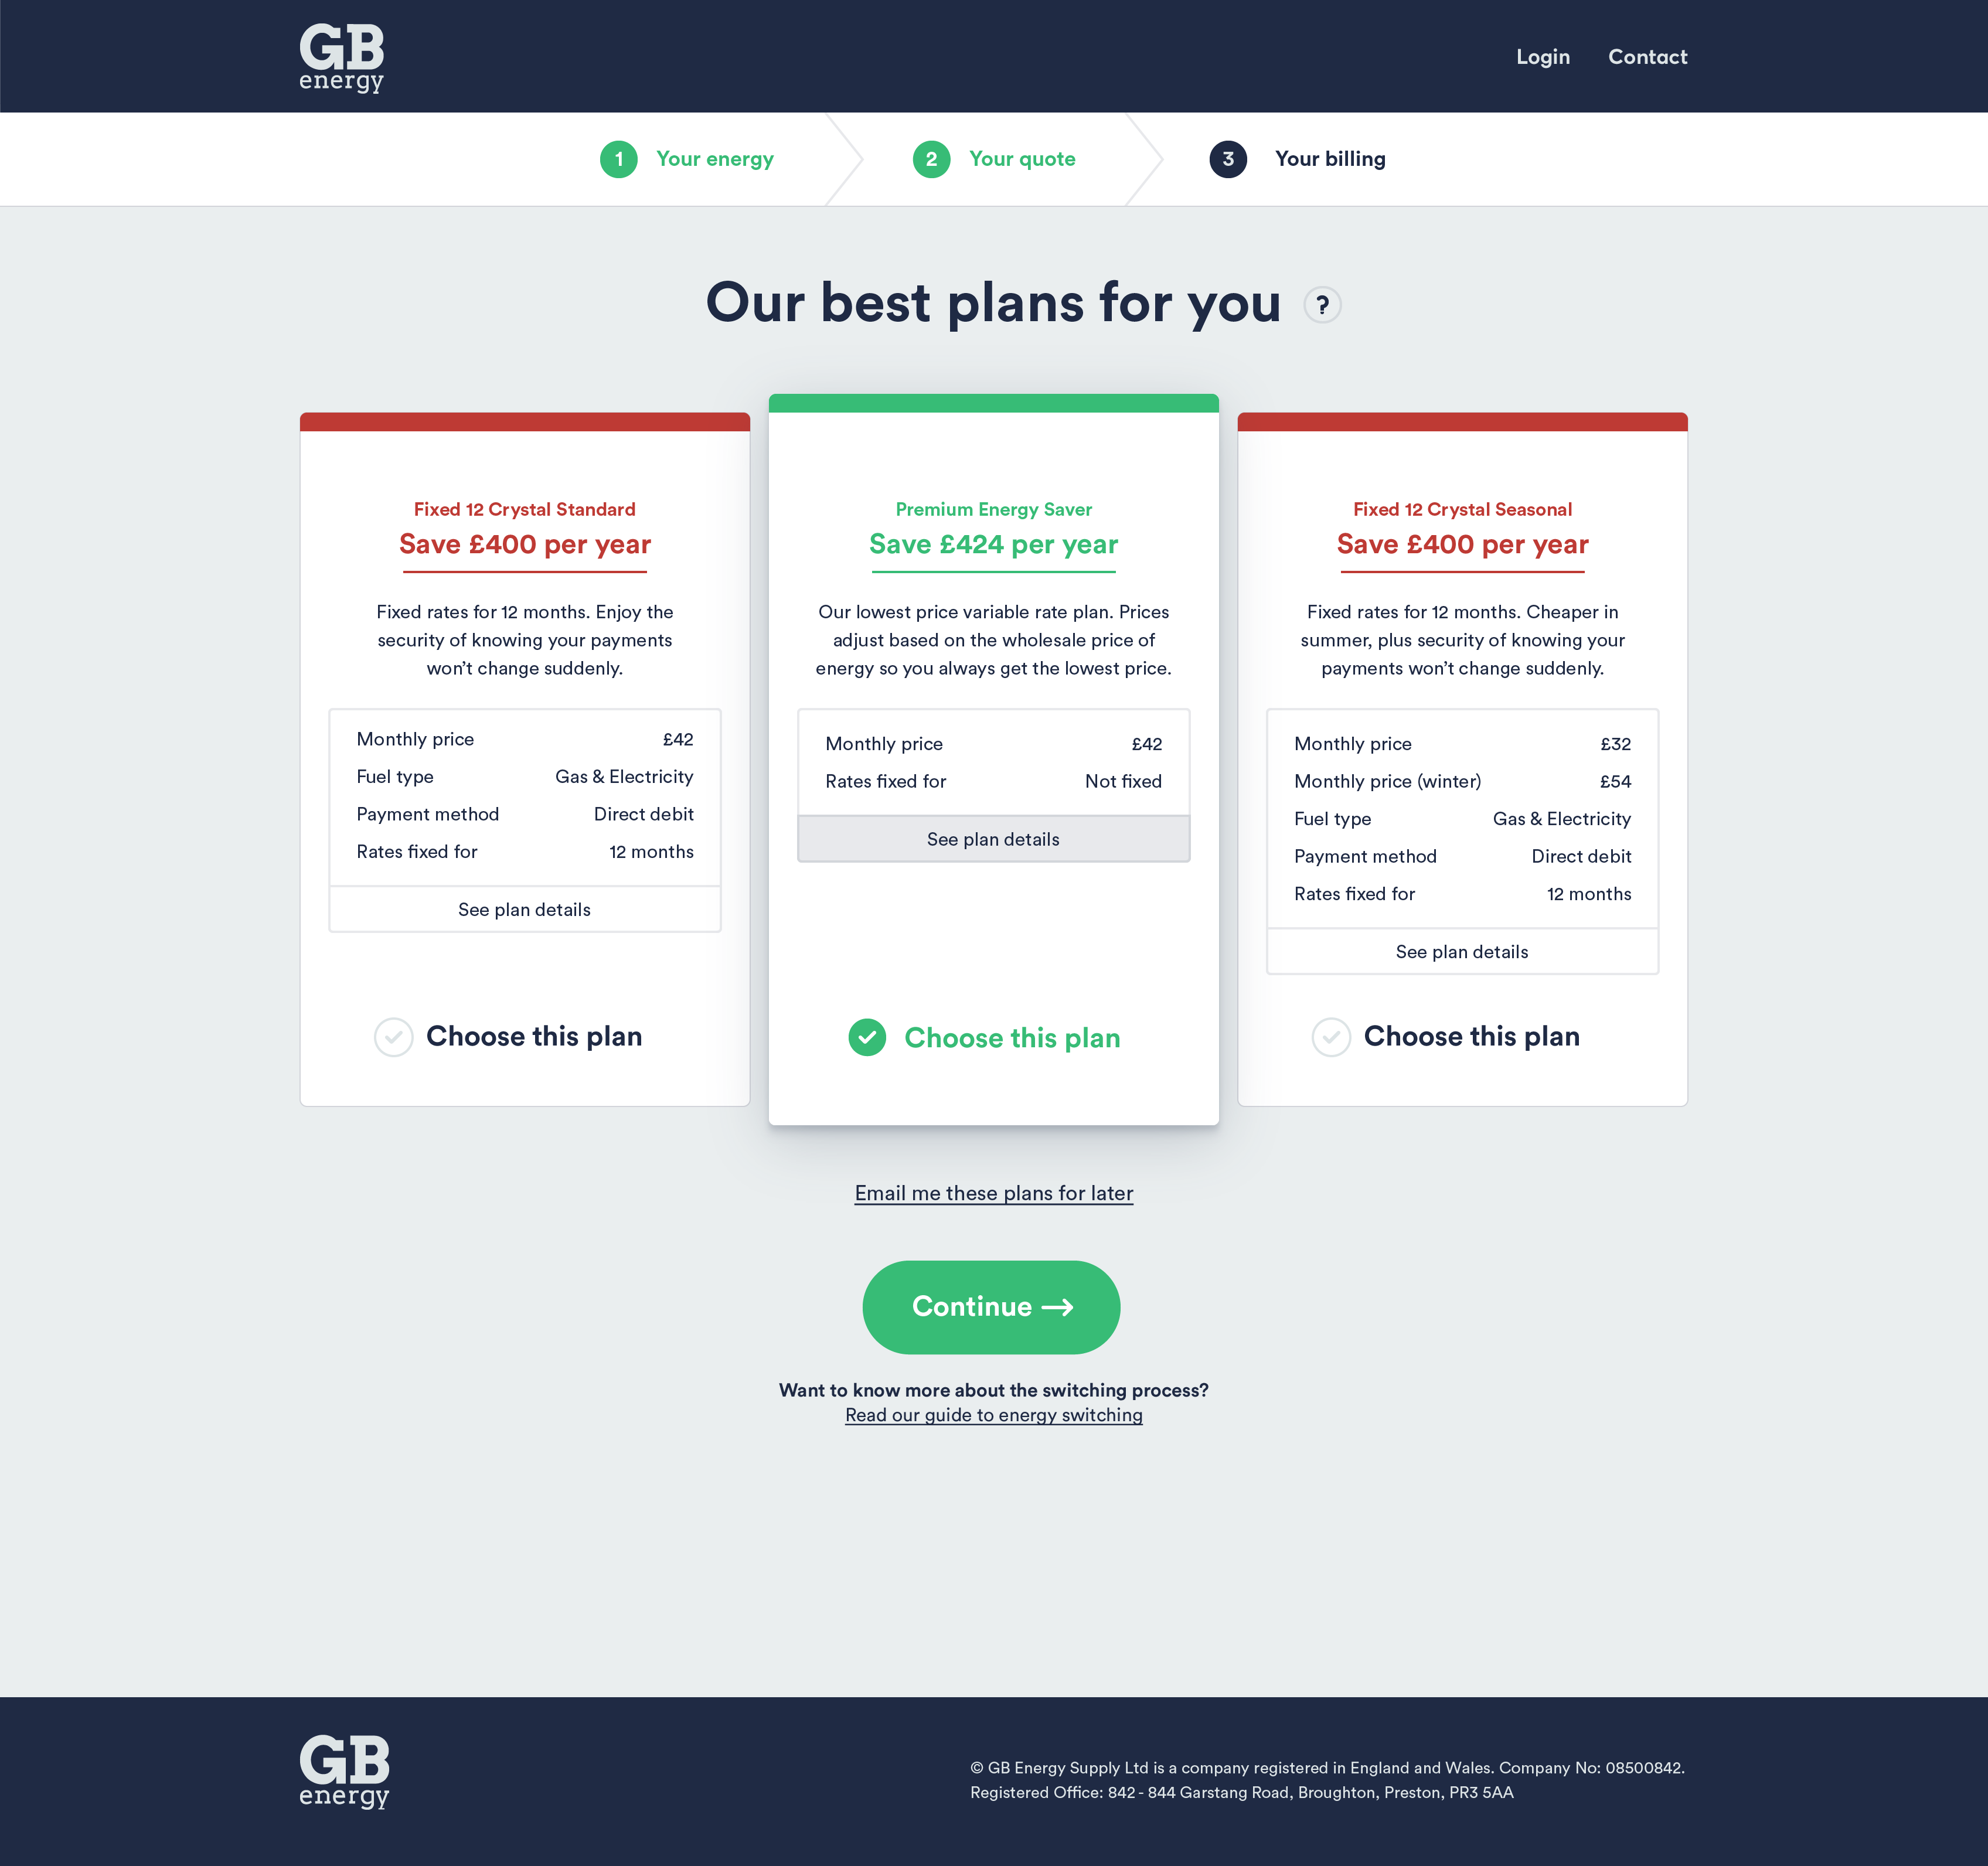 GB
energy
Login Contact
1 Your energy 2 Your quote 3 Your billing
Our best plans for you ?
Fixed 12 Crystal Standard
Save £400 per year
Fixed rates for 12 months. Enjoy the
security of knowing your payments
won’t change suddenly.
Monthly price £42
Fuel type Gas & Electricity
Payment method Direct debit
Rates fixed for 12 months
See plan details
Choose this plan
Premium Energy Saver
Save £424 per year
Our lowest price variable rate plan. Prices
adjust based on the wholesale price of
energy so you always get the lowest price.
Monthly price £42
Rates fixed for Not fixed
See plan details
Choose this plan
Fixed 12 Crystal Seasonal
Save £400 per year
Fixed rates for 12 months. Cheaper in
summer, plus security of knowing your
payments won’t change suddenly.
Monthly price £32
Monthly price (winter) £54
Fuel type Gas & Electricity
Payment method Direct debit
Rates fixed for 12 months
See plan details
Choose this plan
Email me these plans for later
Continue →
Want to know more about the switching process?
Read our guide to energy switching
GB
energy
© GB Energy Supply Ltd is a company registered in England and Wales. Company No: 08500842.
Registered Office: 842 - 844 Garstang Road, Broughton, Preston, PR3 5AA